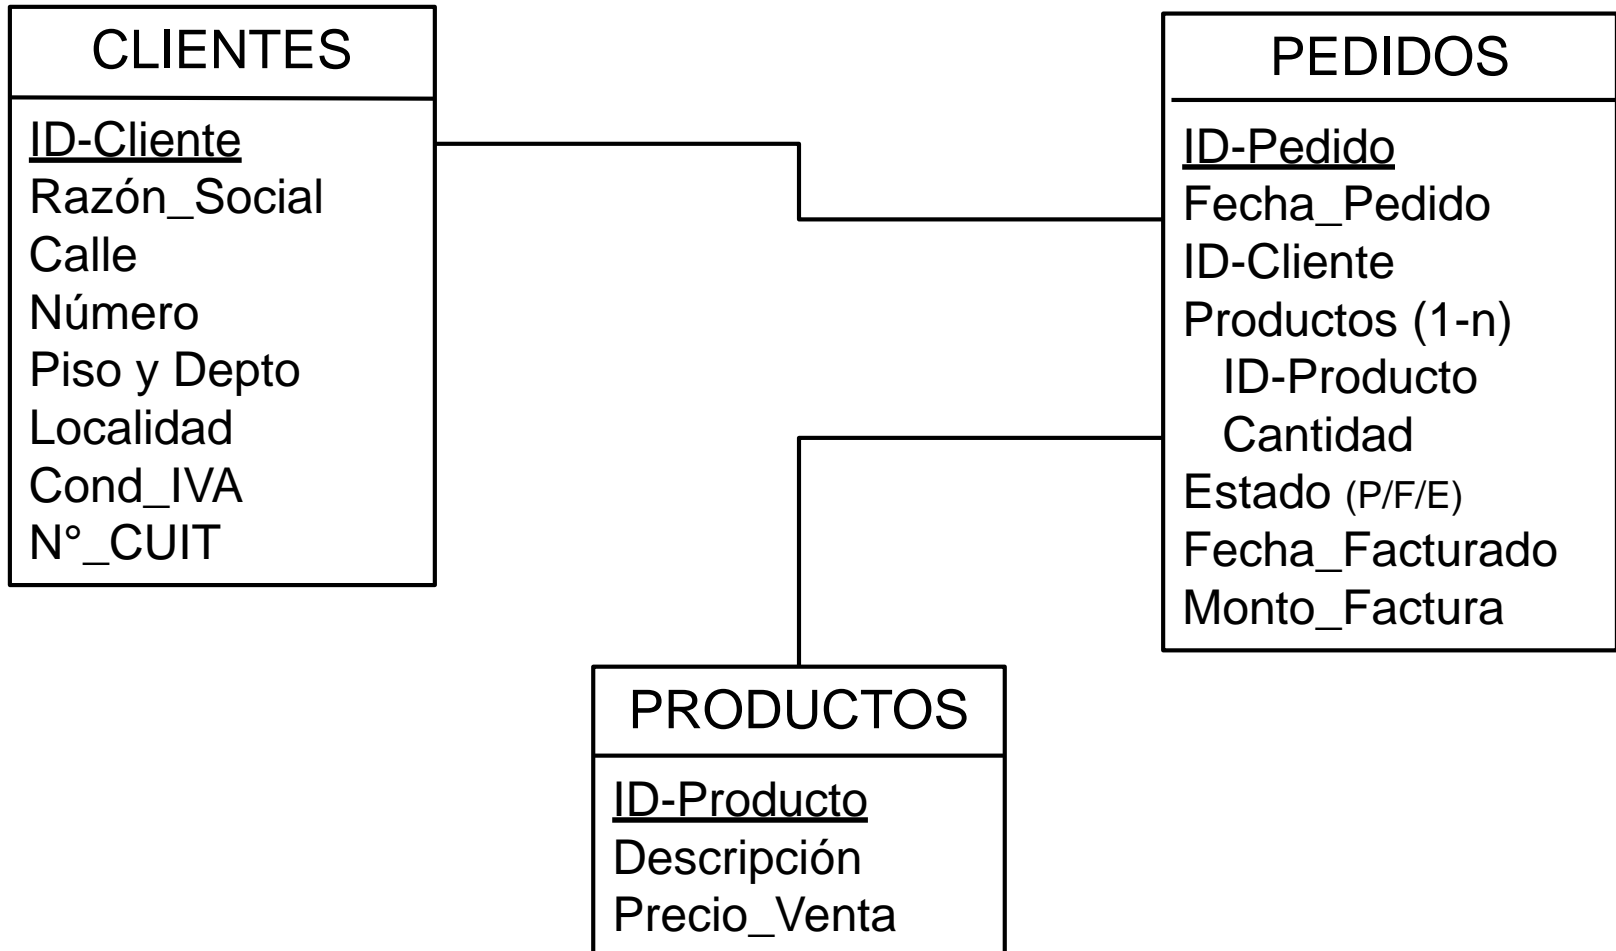 CLIENTES
ID-Cliente
Razón_Social
Calle
Número
Piso y Depto
Localidad
Cond_IVA
N°_CUIT
PEDIDOS
ID-Pedido
Fecha_Pedido
ID-Cliente
Productos (1-n)
ID-Producto
Cantidad
Estado (P/F/E)
Fecha_Facturado
Monto_Factura
PRODUCTOS
ID-Producto
Descripción
Precio_Venta